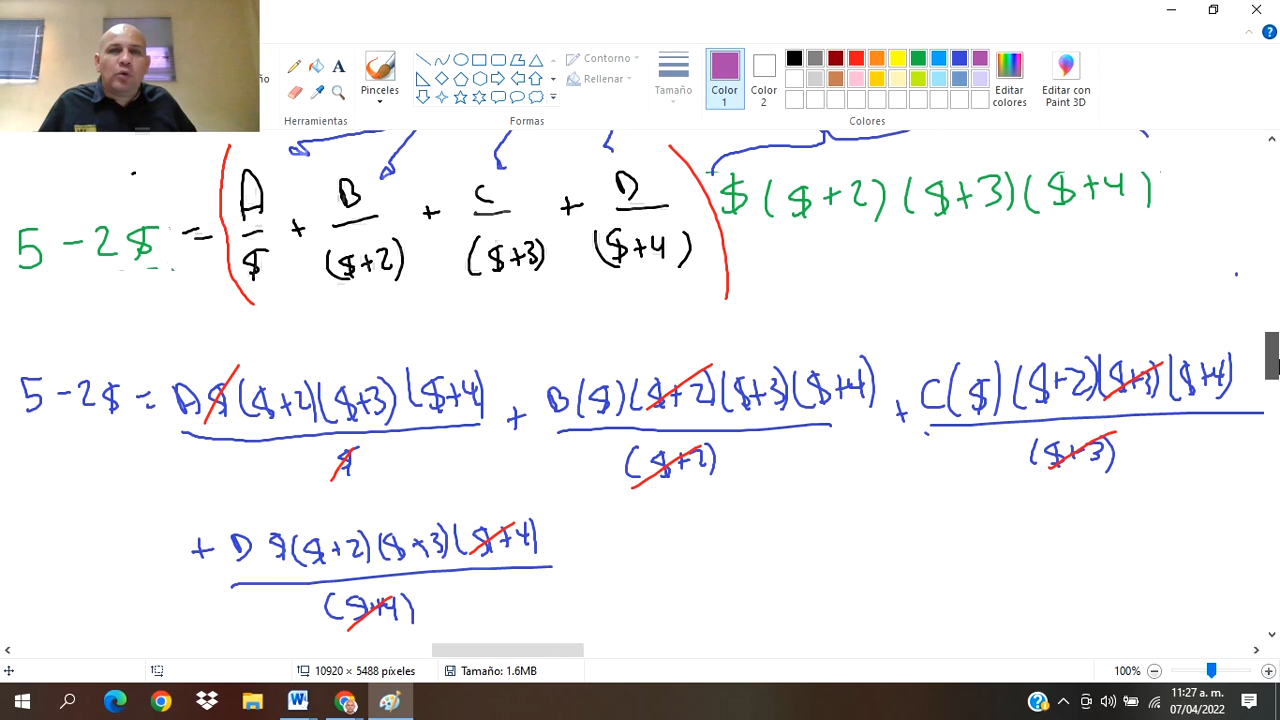 Contorno
Rellenar
Pinceles
Tamaño
Color
1
Color
2
Editar
colores
Editar con
Paint 3D
ño
Herramientas
Formas
Colores
5 - 2$ = ( A/$ + B/($+2) + C/($+3) + D/($+4) ) $($+2)($+3)($+4)
5 - 2$ = A$($+2)($+3)($+4)/$ + B($)($+2)($+3)($+4)/($+2) + C($)($+2)($+3)($+4)/($+3)
+ D$($+2)($+3)($+4)/($+4)
10920 × 5488 píxeles
Tamaño: 1.6MB
100%
11:27 a. m.
07/04/2022